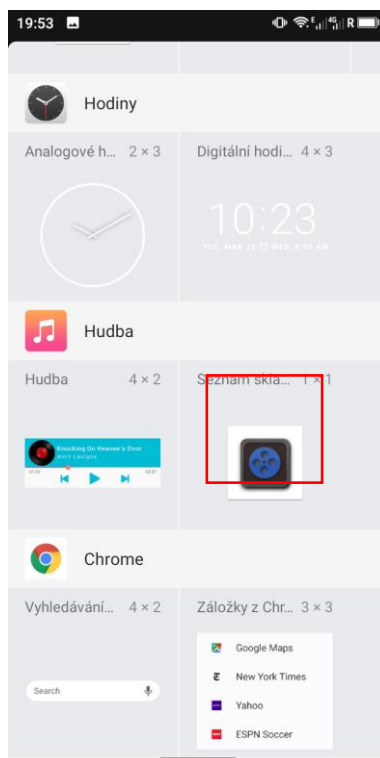 19:53 E 4G R
Hodiny
Analogové h... 2 × 3 Digitální hodi... 4 × 3
10:23
Hudba
Hudba 4 × 2 Seznam skla... 1 × 1
Knocking On Heaven's Door
Avril Lavigne
Chrome
Vyhledávání... 4 × 2 Záložky z Chr... 3 × 3
Google Maps
New York Times
Search
Yahoo
ESPN Soccer